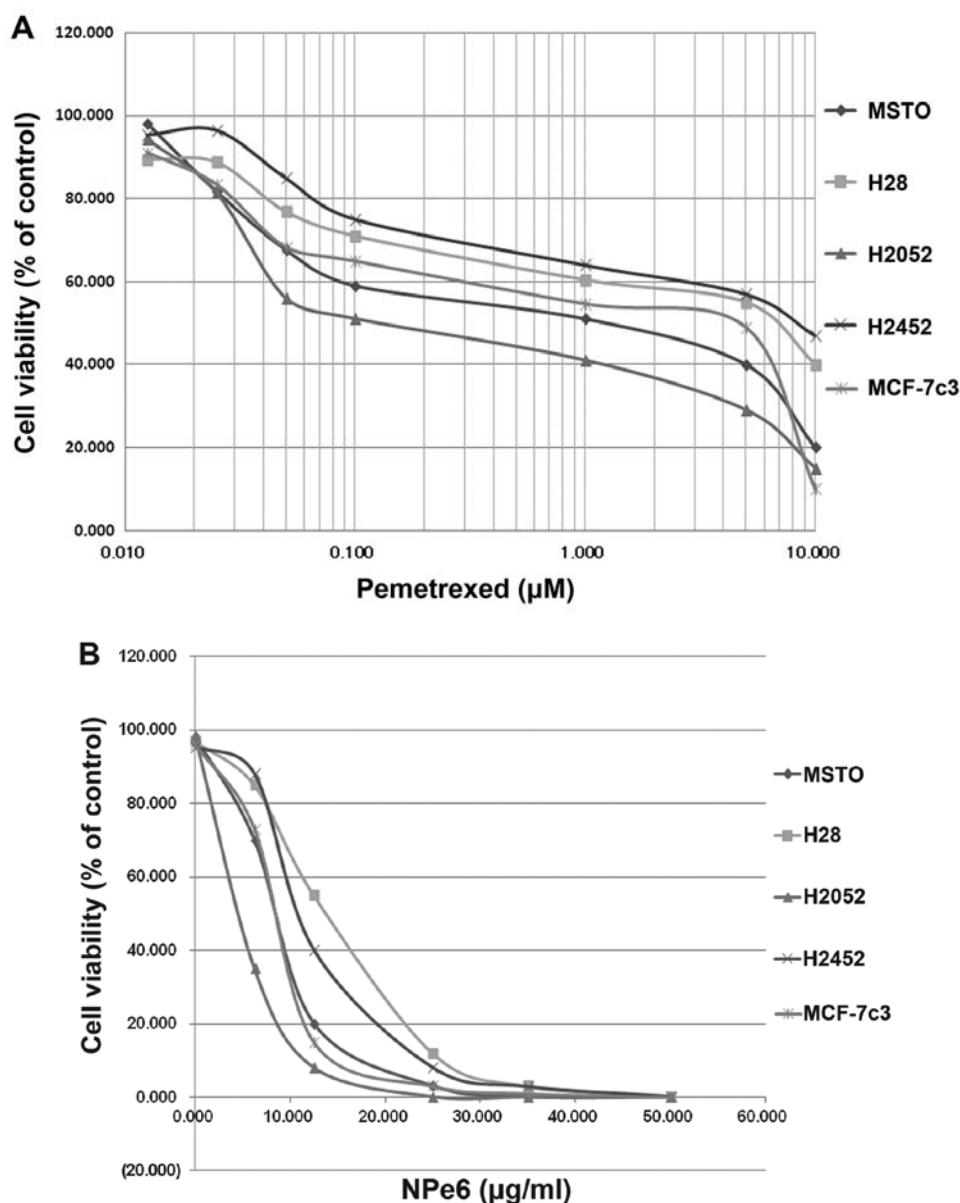 A
120.000
100.000
80.000
60.000
40.000
20.000
0.000
Cell viability (% of control)
0.010
0.100
1.000
10.000
Pemetrexed (µM)
MSTO
H28
H2052
H2452
MCF-7c3
B
120.000
100.000
80.000
60.000
40.000
20.000
0.000
(20.000)
Cell viability (% of control)
0.000
10.000
20.000
30.000
40.000
50.000
60.000
NPe6 (µg/ml)
MSTO
H28
H2052
H2452
MCF-7c3